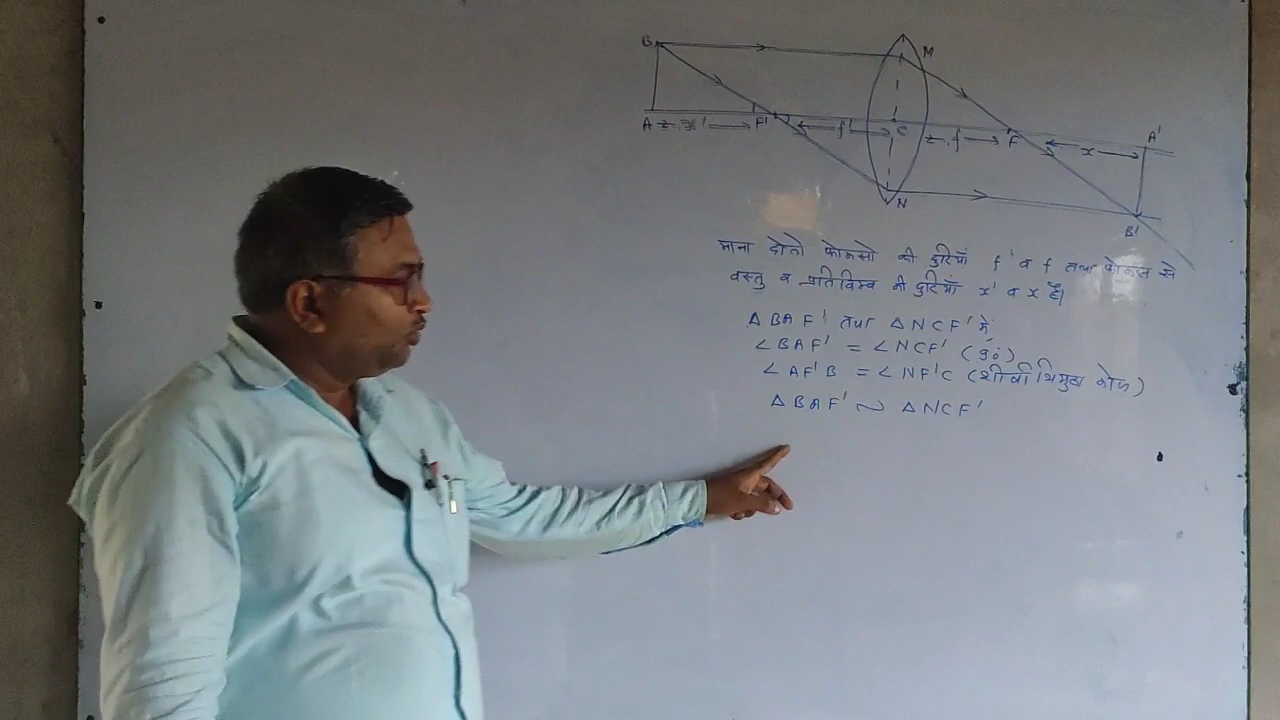 B
M
A ← x' → F' ← f' → C ← f → F ← x → A'
N
B'
माना दोनो फोकसो की दुरियाँ f' व f तथा फोकस से
वस्तु व प्रतिविम्व की दुरियाँ x' व x है।
Δ BAF' तथा Δ NCF' में
∠BAF' = ∠NCF' (90)
∠AF'B = ∠NF'C (शीर्षाभिमुख कोण)
Δ BAF' ~ Δ NCF'